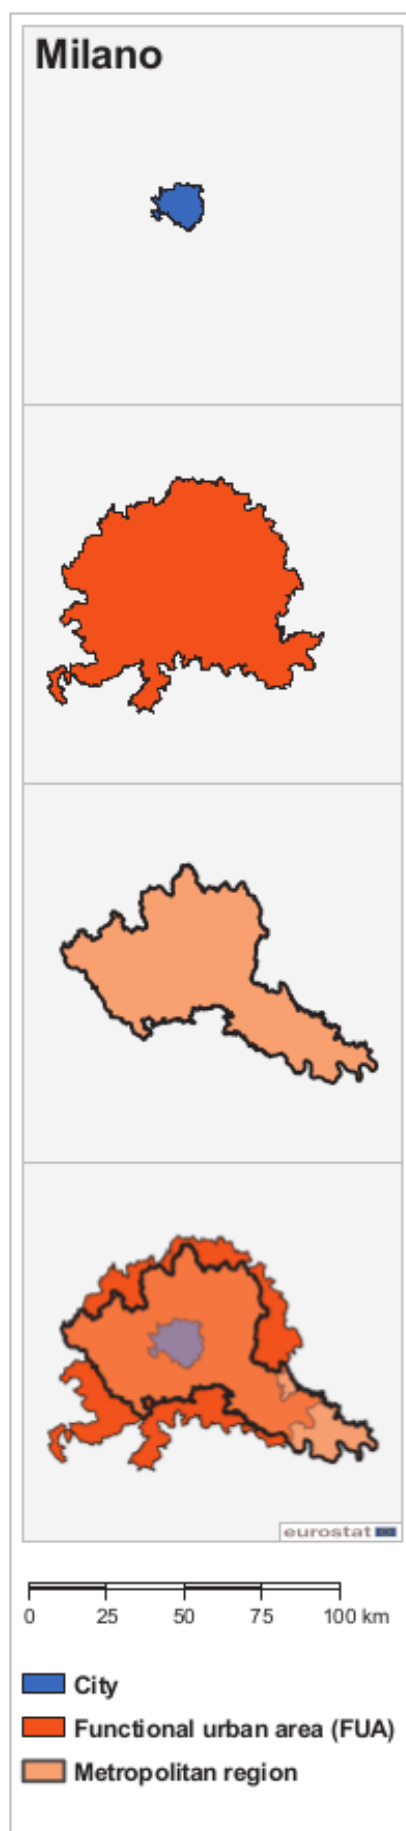 Milano
eurostat
0 25 50 75 100 km
City
Functional urban area (FUA)
Metropolitan region